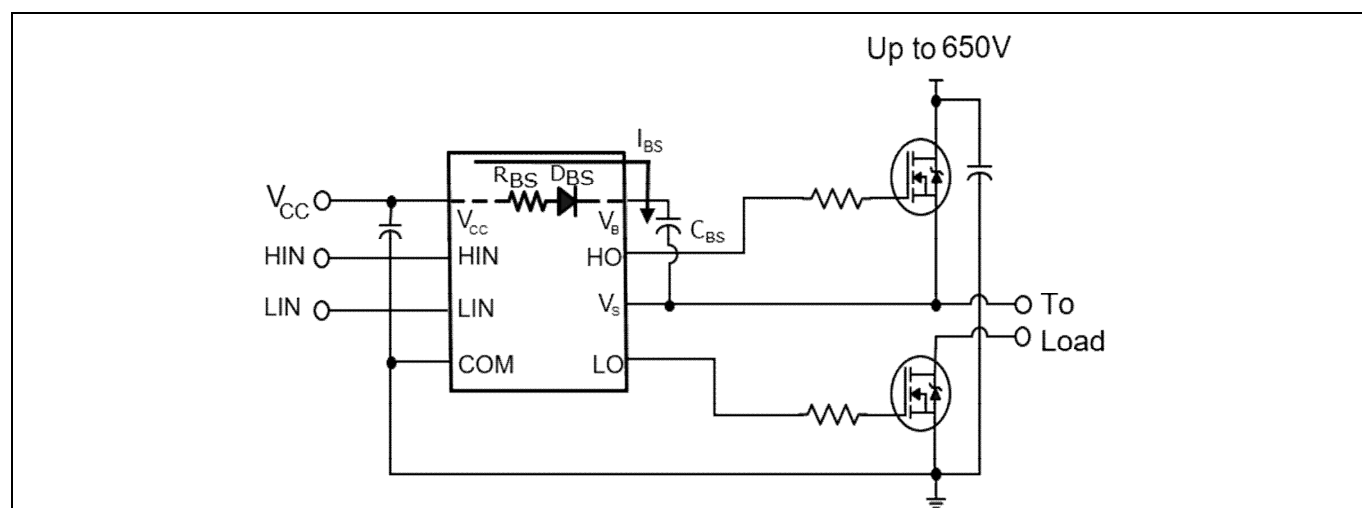 Up to 650V
I_BS
R_BS D_BS
V_CC
V_CC
V_B
C_BS
HIN
HIN
HO
LIN
LIN
V_S
To
Load
COM
LO